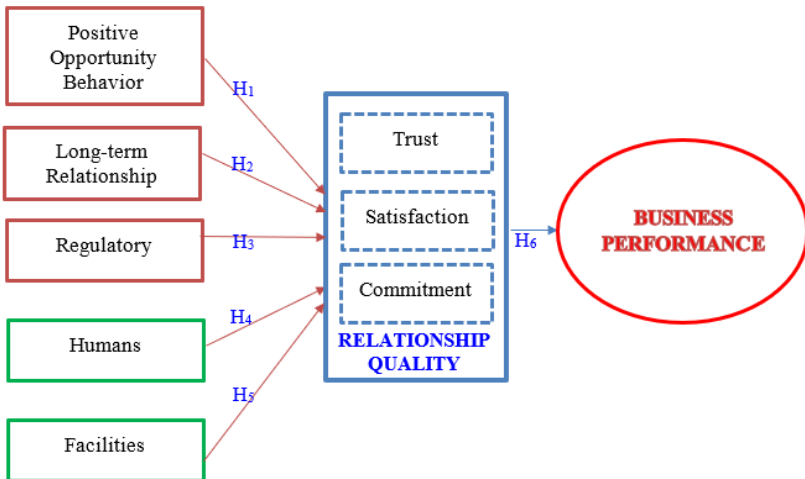 Positive
Opportunity
Behavior
Long-term
Relationship
Regulatory
Humans
Facilities
H₁
H₂
H₃
H₄
H₅
Trust
Satisfaction
Commitment
RELATIONSHIP
QUALITY
H₆
BUSINESS
PERFORMANCE